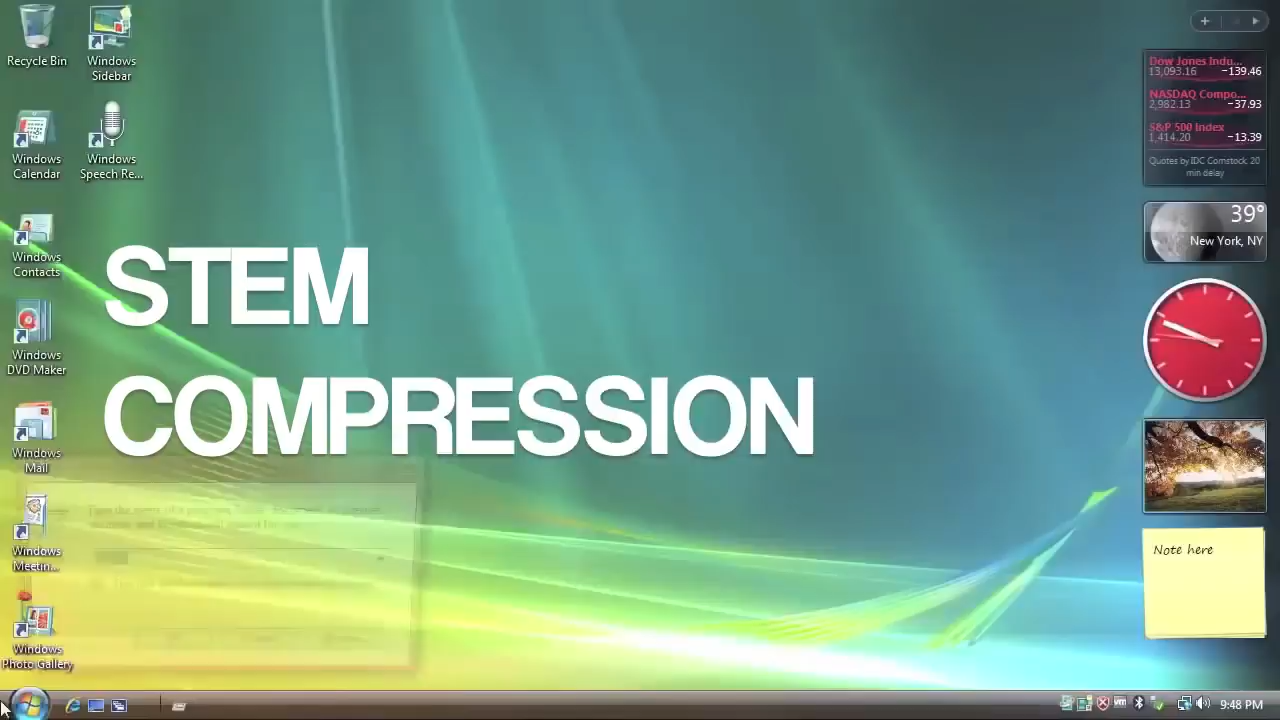 Recycle Bin
Windows
Sidebar
Windows
Calendar
Windows
Speech Re...
Windows
Contacts
Windows
DVD Maker
Windows
Mail
Windows
Meetin...
Windows
Photo Gallery
STEM
COMPRESSION
Dow Jones Indu...
13,093.16 -139.46
NASDAQ Compo...
2,982.13 -37.93
S&P 500 Index
1,414.20 -13.39
Quotes by IDC Comstock, 20
min delay
39°
New York, NY
Note here
9:48 PM